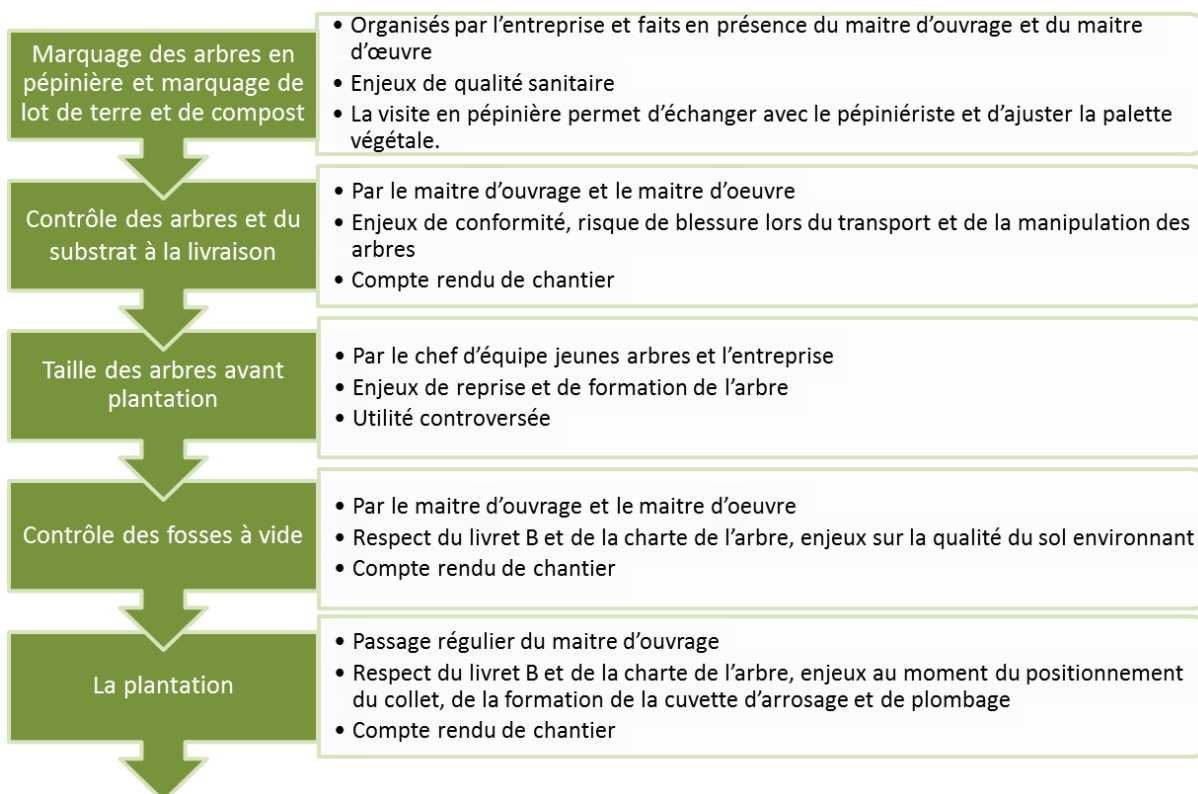 Marquage des arbres en
pépinière et marquage de
lot de terre et de compost
• Organisés par l'entreprise et faits en présence du maitre d'ouvrage et du maitre
d'œuvre
• Enjeux de qualité sanitaire
• La visite en pépinière permet d'échanger avec le pépiniériste et d'ajuster la palette
végétale.
Contrôle des arbres et du
substrat à la livraison
• Par le maitre d'ouvrage et le maitre d'oeuvre
• Enjeux de conformité, risque de blessure lors du transport et de la manipulation des
arbres
• Compte rendu de chantier
Taille des arbres avant
plantation
• Par le chef d'équipe jeunes arbres et l'entreprise
• Enjeux de reprise et de formation de l'arbre
• Utilité controversée
Contrôle des fosses à vide
• Par le maitre d'ouvrage et le maitre d'oeuvre
• Respect du livret B et de la charte de l'arbre, enjeux sur la qualité du sol environnant
• Compte rendu de chantier
La plantation
• Passage régulier du maitre d'ouvrage
• Respect du livret B et de la charte de l'arbre, enjeux au moment du positionnement
du collet, de la formation de la cuvette d'arrosage et de plombage
• Compte rendu de chantier